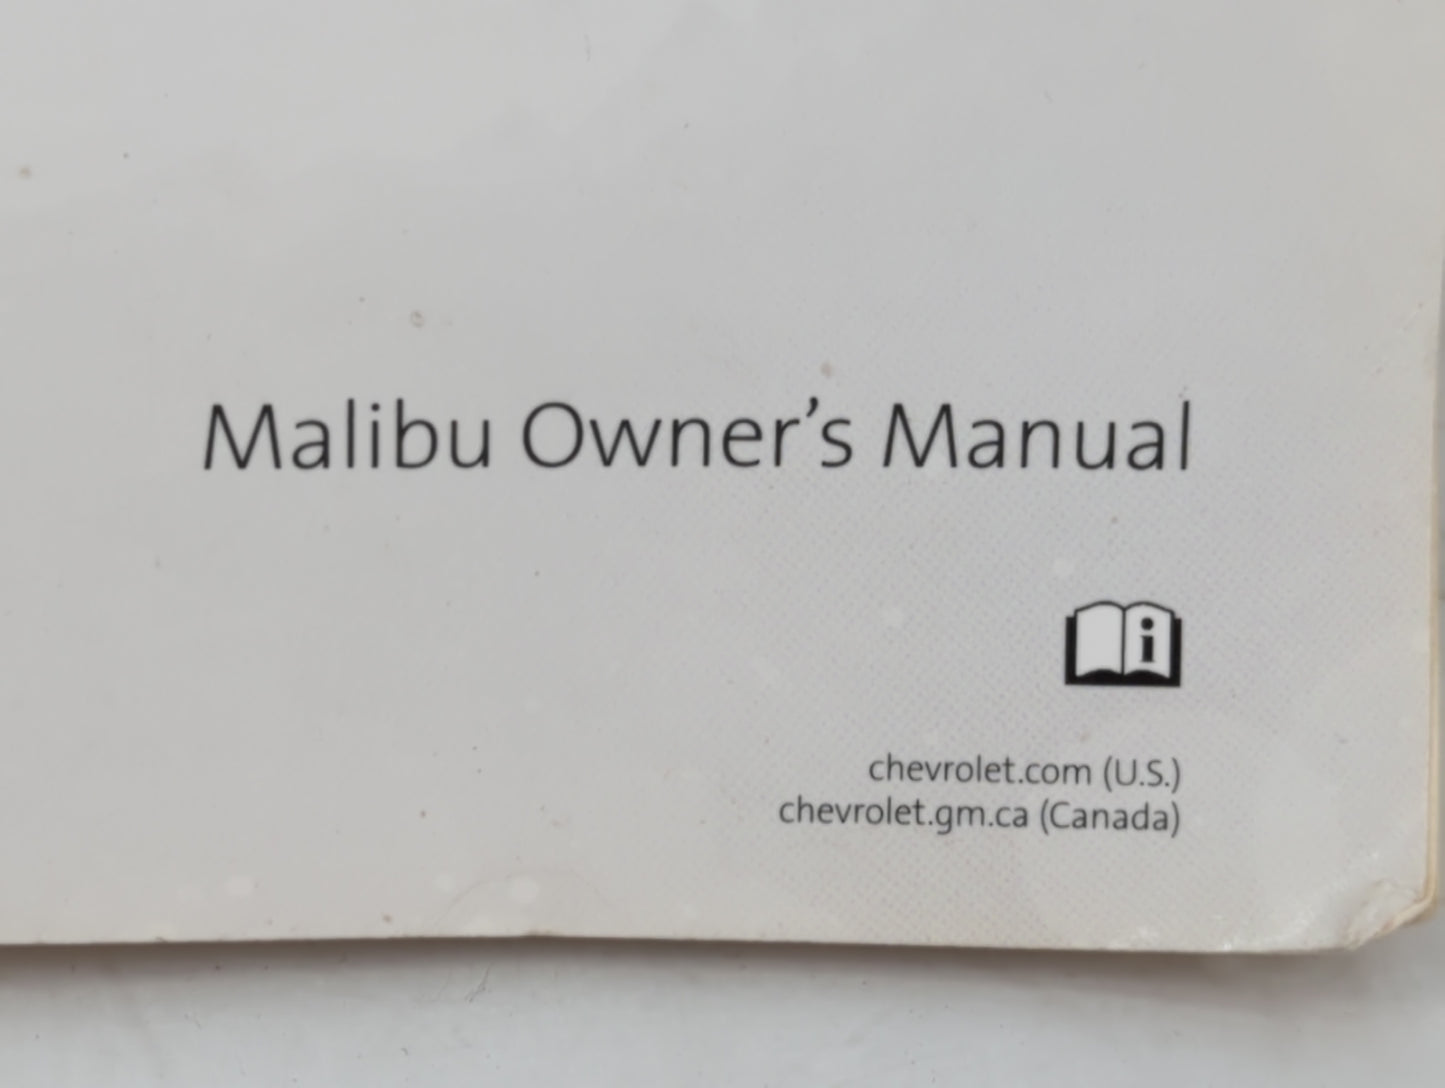 Malibu Owner’s Manual
i
chevrolet.com (U.S.)
chevrolet.gm.ca (Canada)